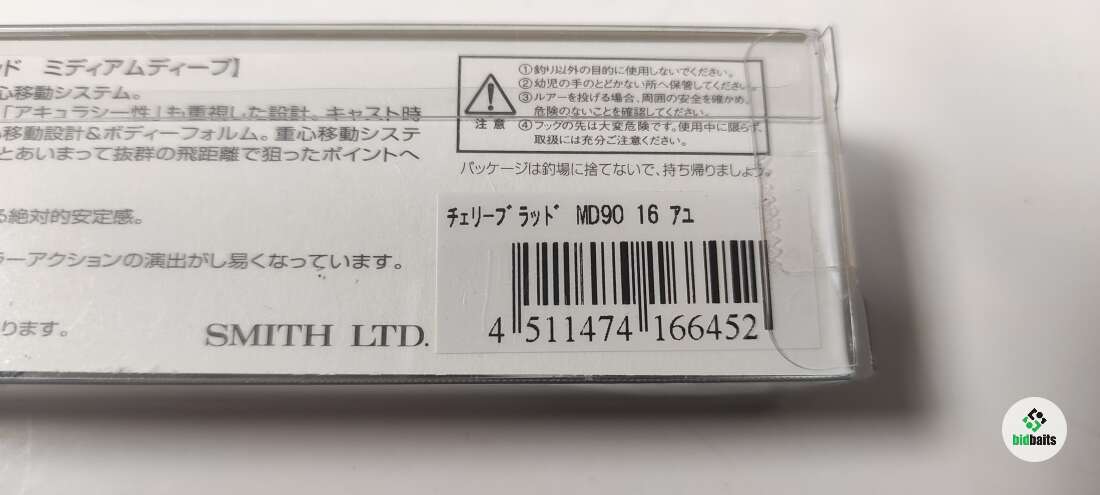 ッド ミディアムディープ】
心移動システム。
「アキュラシー性」も重視した設計。キャスト時
移動設計&ボディーフォルム。重心移動システ
とあいまって抜群の飛距離で狙ったポイントへ
る絶対的安定感。
ラーアクションの演出がし易くなっています。
ります。
SMITH LTD.
注意
①釣り以外の目的に使用しないでください。
②幼児の手のとどかない所へ保管してください。
③ルアーを投げる場合、周囲の安全を確かめ、
危険のないことを確認してください。
④フックの先は大変危険です。使用中に限らず、
取扱には充分ご注意ください。
パッケージは釣場に捨てないで、持ち帰りましょう。
チェリーブラッド MD90 16 アユ
4 511474 166452
bidbaits